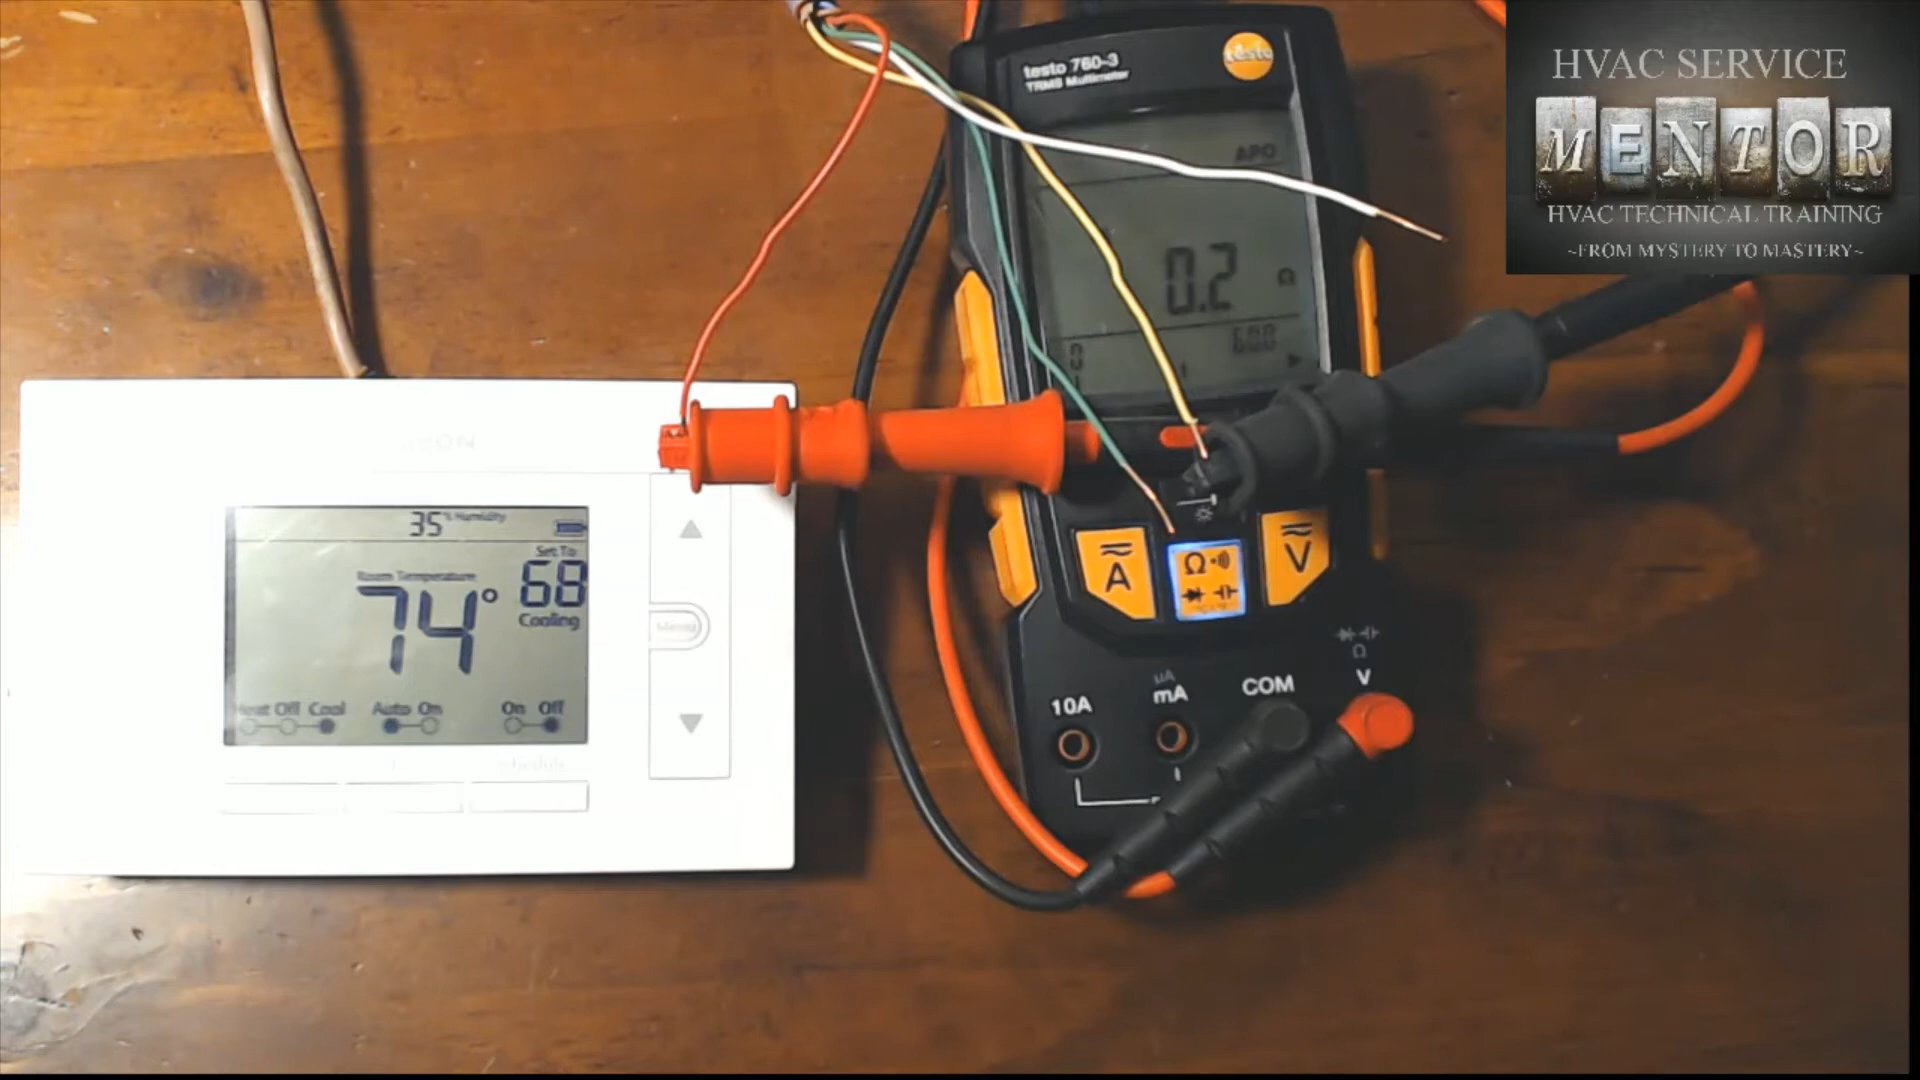 HVAC SERVICE
MENTOR
HVAC TECHNICAL TRAINING
~FROM MYSTERY TO MASTERY~
testo 760-3
TRMS Multimeter
testo
APO
0.2 Ω
0 60.0
A
Ω
V
10A
µA
mA
COM
Ω
V
35 % Humidity
Set To
68
Cooling
Room Temperature
74°
Heat Off Cool
Auto On
On Off
Menu